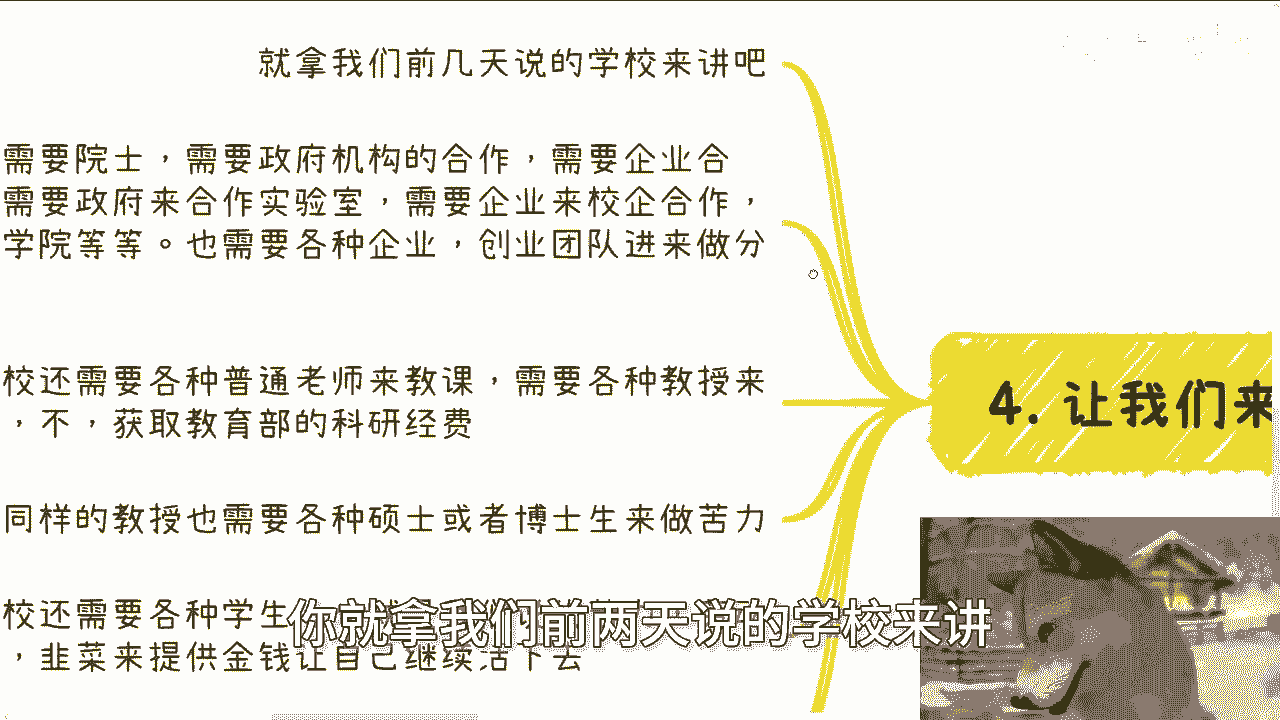 就拿我们前几天说的学校来讲吧
需要院士，需要政府机构的合作，需要企业合
需要政府来合作实验室，需要企业来校企合作，
学院等等。也需要各种企业，创业团队进来做分
校还需要各种普通老师来教课，需要各种教授来
，不，获取教育部的科研经费
同样的教授也需要各种硕士或者博士生来做苦力
校还需要各种学生
，韭菜来提供金钱让自己继续活下去
4. 让我们来
你就拿我们前两天说的学校来讲